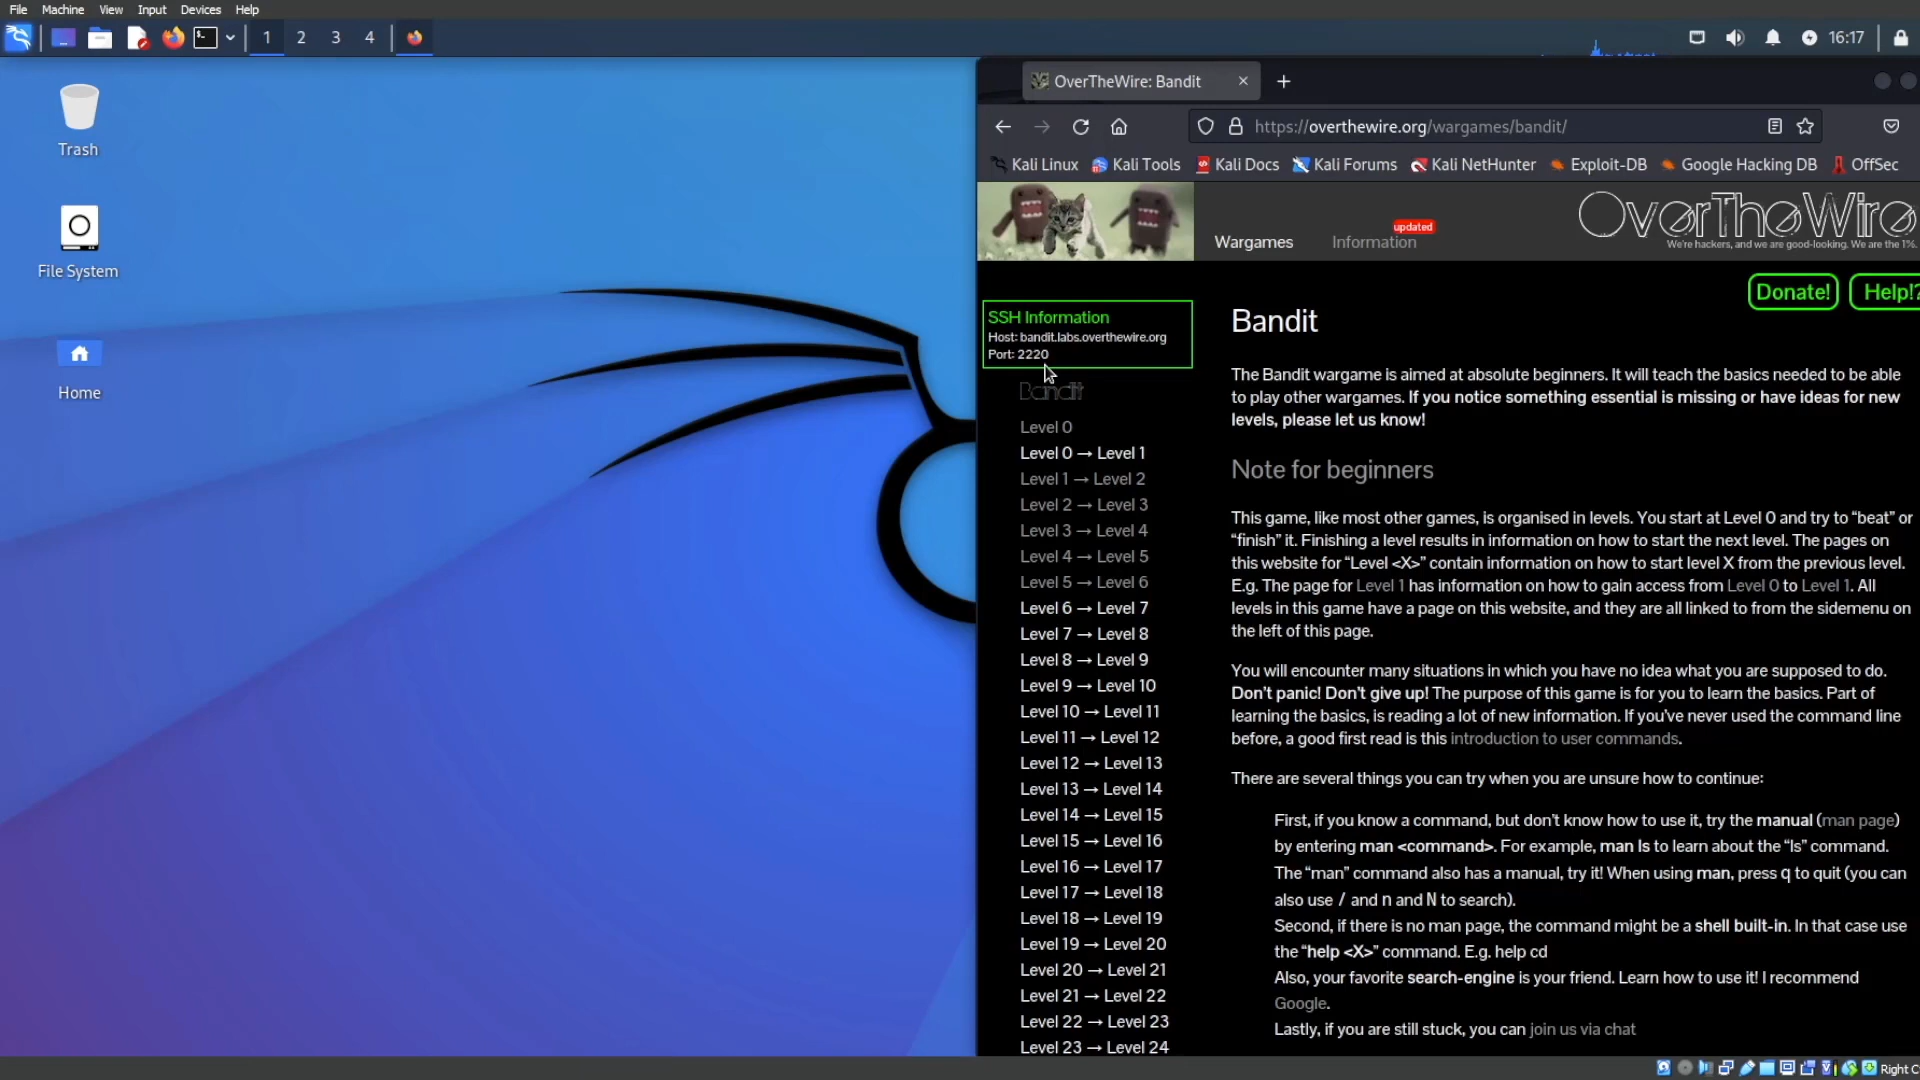 File Machine View Input Devices Help
1 2 3 4
16:17
Trash
File System
Home
OverTheWire: Bandit
https://overthewire.org/wargames/bandit/
Kali Linux Kali Tools Kali Docs Kali Forums Kali NetHunter Exploit-DB Google Hacking DB OffSec
Wargames Information updated
OverTheWire
We're hackers, and we are good-looking. We are the 1%.
Donate! Help!?
SSH Information
Host: bandit.labs.overthewire.org
Port: 2220
Bandit
Level 0
Level 0 → Level 1
Level 1 → Level 2
Level 2 → Level 3
Level 3 → Level 4
Level 4 → Level 5
Level 5 → Level 6
Level 6 → Level 7
Level 7 → Level 8
Level 8 → Level 9
Level 9 → Level 10
Level 10 → Level 11
Level 11 → Level 12
Level 12 → Level 13
Level 13 → Level 14
Level 14 → Level 15
Level 15 → Level 16
Level 16 → Level 17
Level 17 → Level 18
Level 18 → Level 19
Level 19 → Level 20
Level 20 → Level 21
Level 21 → Level 22
Level 22 → Level 23
Level 23 → Level 24
Bandit
The Bandit wargame is aimed at absolute beginners. It will teach the basics needed to be able
to play other wargames. If you notice something essential is missing or have ideas for new
levels, please let us know!
Note for beginners
This game, like most other games, is organised in levels. You start at Level 0 and try to “beat” or
“finish” it. Finishing a level results in information on how to start the next level. The pages on
this website for “Level <X>” contain information on how to start level X from the previous level.
E.g. The page for Level 1 has information on how to gain access from Level 0 to Level 1. All
levels in this game have a page on this website, and they are all linked to from the sidemenu on
the left of this page.
You will encounter many situations in which you have no idea what you are supposed to do.
Don’t panic! Don’t give up! The purpose of this game is for you to learn the basics. Part of
learning the basics, is reading a lot of new information. If you’ve never used the command line
before, a good first read is this introduction to user commands.
There are several things you can try when you are unsure how to continue:
First, if you know a command, but don’t know how to use it, try the manual (man page)
by entering man <command>. For example, man ls to learn about the “ls” command.
The “man” command also has a manual, try it! When using man, press q to quit (you can
also use / and n and N to search).
Second, if there is no man page, the command might be a shell built-in. In that case use
the “help <X>” command. E.g. help cd
Also, your favorite search-engine is your friend. Learn how to use it! I recommend
Google.
Lastly, if you are still stuck, you can join us via chat
Right C